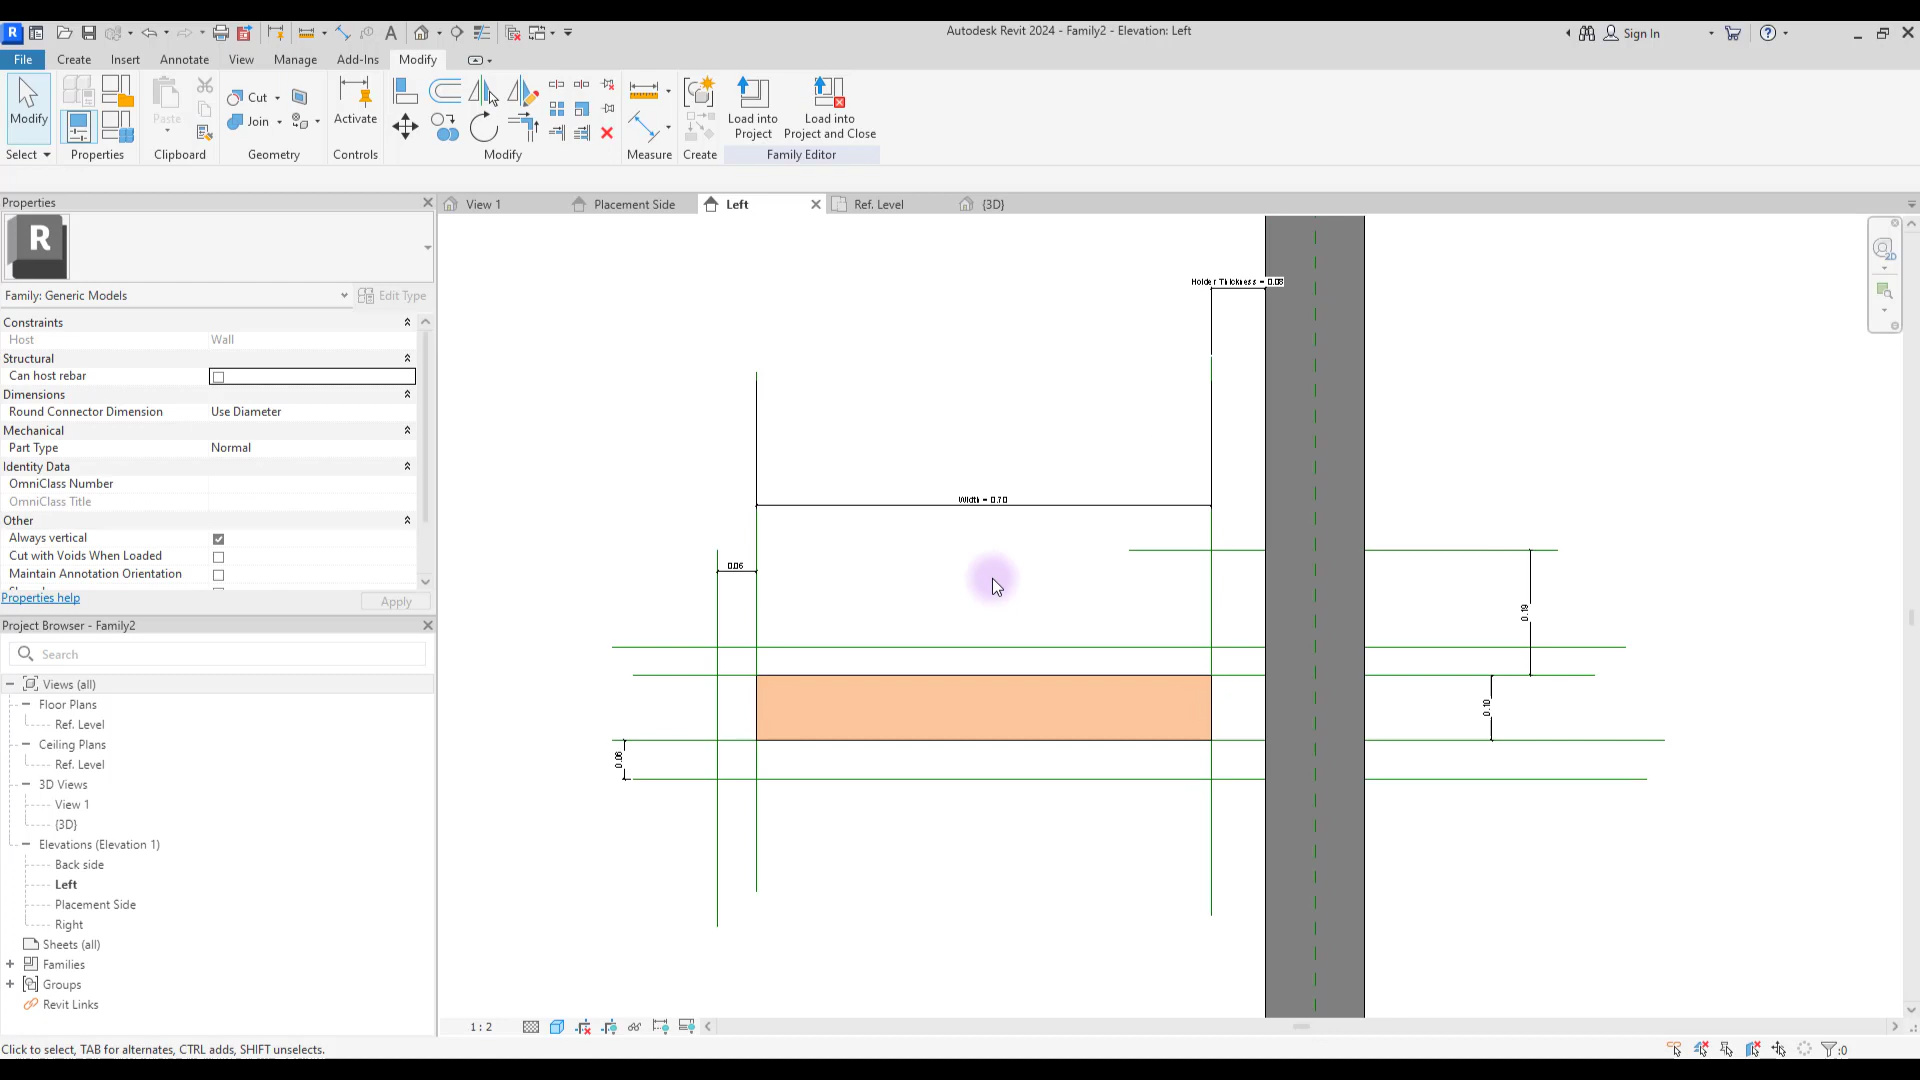 Autodesk Revit 2024 - Family2 - Elevation: Left
Sign In
File Create Insert Annotate View Manage Add-Ins Modify
Modify
Paste
Cut
Join
Activate
Load into Project
Load into Project and Close
Select Properties Clipboard Geometry Controls Modify Measure Create Family Editor
Properties
View 1
Placement Side
Left
Ref. Level
{3D}
R
Family: Generic Models
Edit Type
Constraints
Host Wall
Structural
Can host rebar
Dimensions
Round Connector Dimension Use Diameter
Mechanical
Part Type Normal
Identity Data
OmniClass Number
OmniClass Title
Other
Always vertical
Cut with Voids When Loaded
Maintain Annotation Orientation
Properties help
Apply
Project Browser - Family2
Search
Views (all)
Floor Plans
Ref. Level
Ceiling Plans
Ref. Level
3D Views
View 1
{3D}
Elevations (Elevation 1)
Back side
Left
Placement Side
Right
Sheets (all)
Families
Groups
Revit Links
Holder Thickness = 0.08
Width = 0.70
0.06
0.19
0.10
0.06
2D
1 : 2
Click to select, TAB for alternates, CTRL adds, SHIFT unselects.
:0